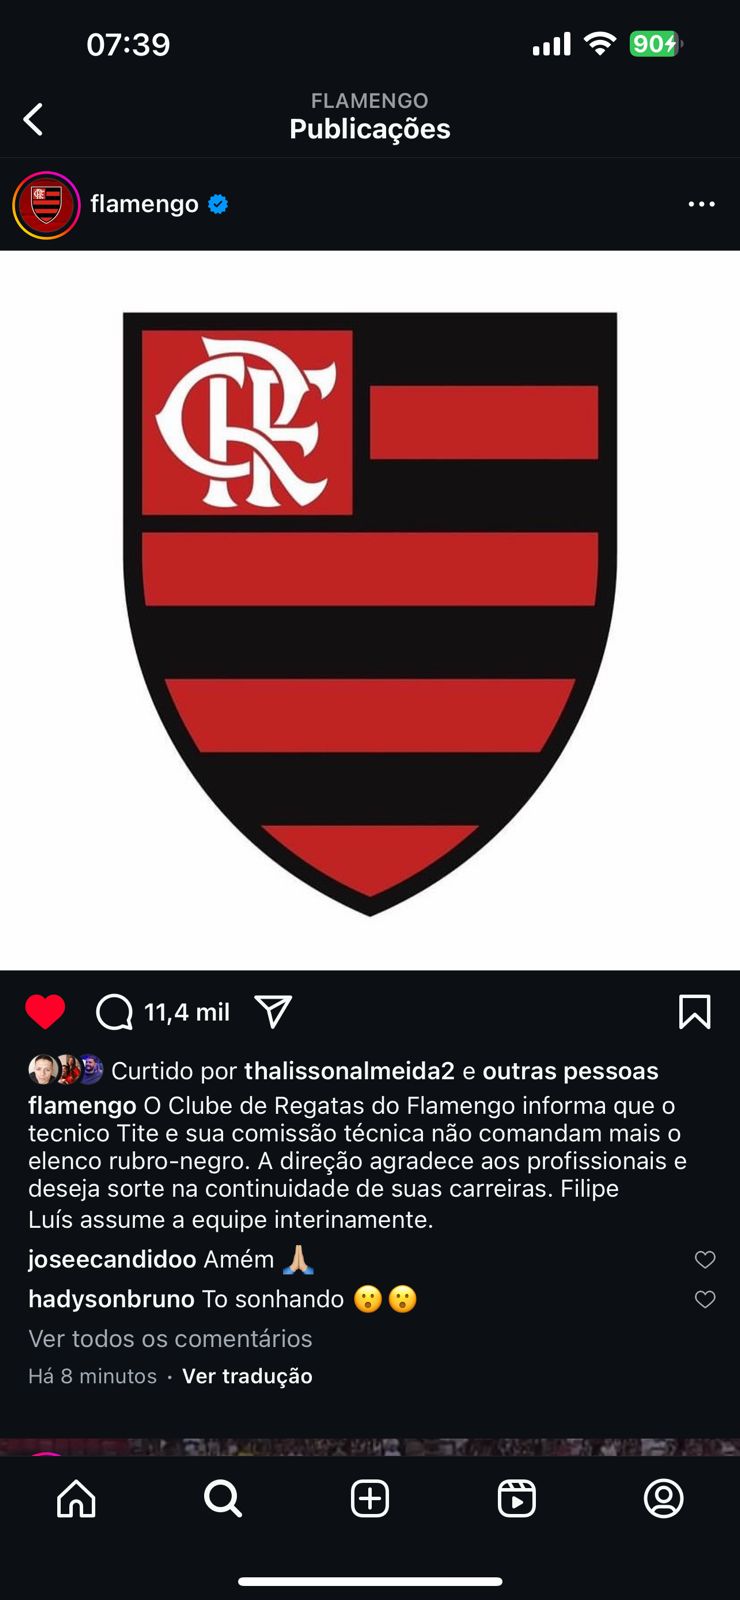 07:39
90
FLAMENGO
Publicações
flamengo
CRF
11,4 mil
Curtido por thalissonalmeida2 e outras pessoas
flamengo O Clube de Regatas do Flamengo informa que o
tecnico Tite e sua comissão técnica não comandam mais o
elenco rubro-negro. A direção agradece aos profissionais e
deseja sorte na continuidade de suas carreiras. Filipe
Luís assume a equipe interinamente.
joseecandidoo Amém 🙏🏼
hadysonbruno To sonhando 😮😮
Ver todos os comentários
Há 8 minutos · Ver tradução